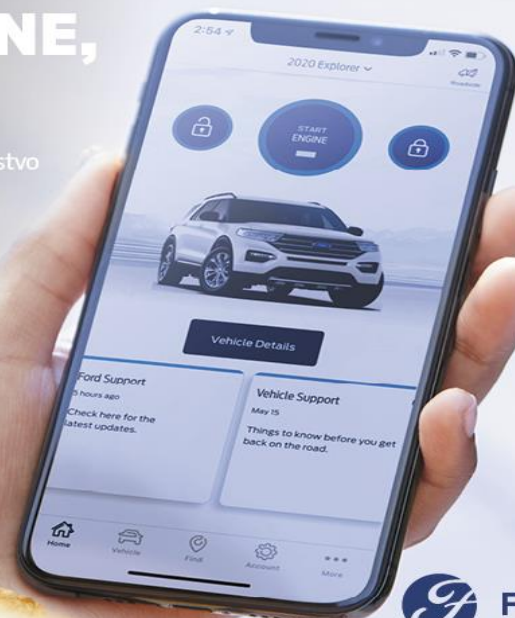 NE,
stvo
2:54
2020 Explorer
Roadside
START
ENGINE
Vehicle Details
Ford Support
5 hours ago
Check here for the
latest updates.
Vehicle Support
May 15
Things to know before you get
back on the road.
Home
Vehicle
Find
Account
More
F